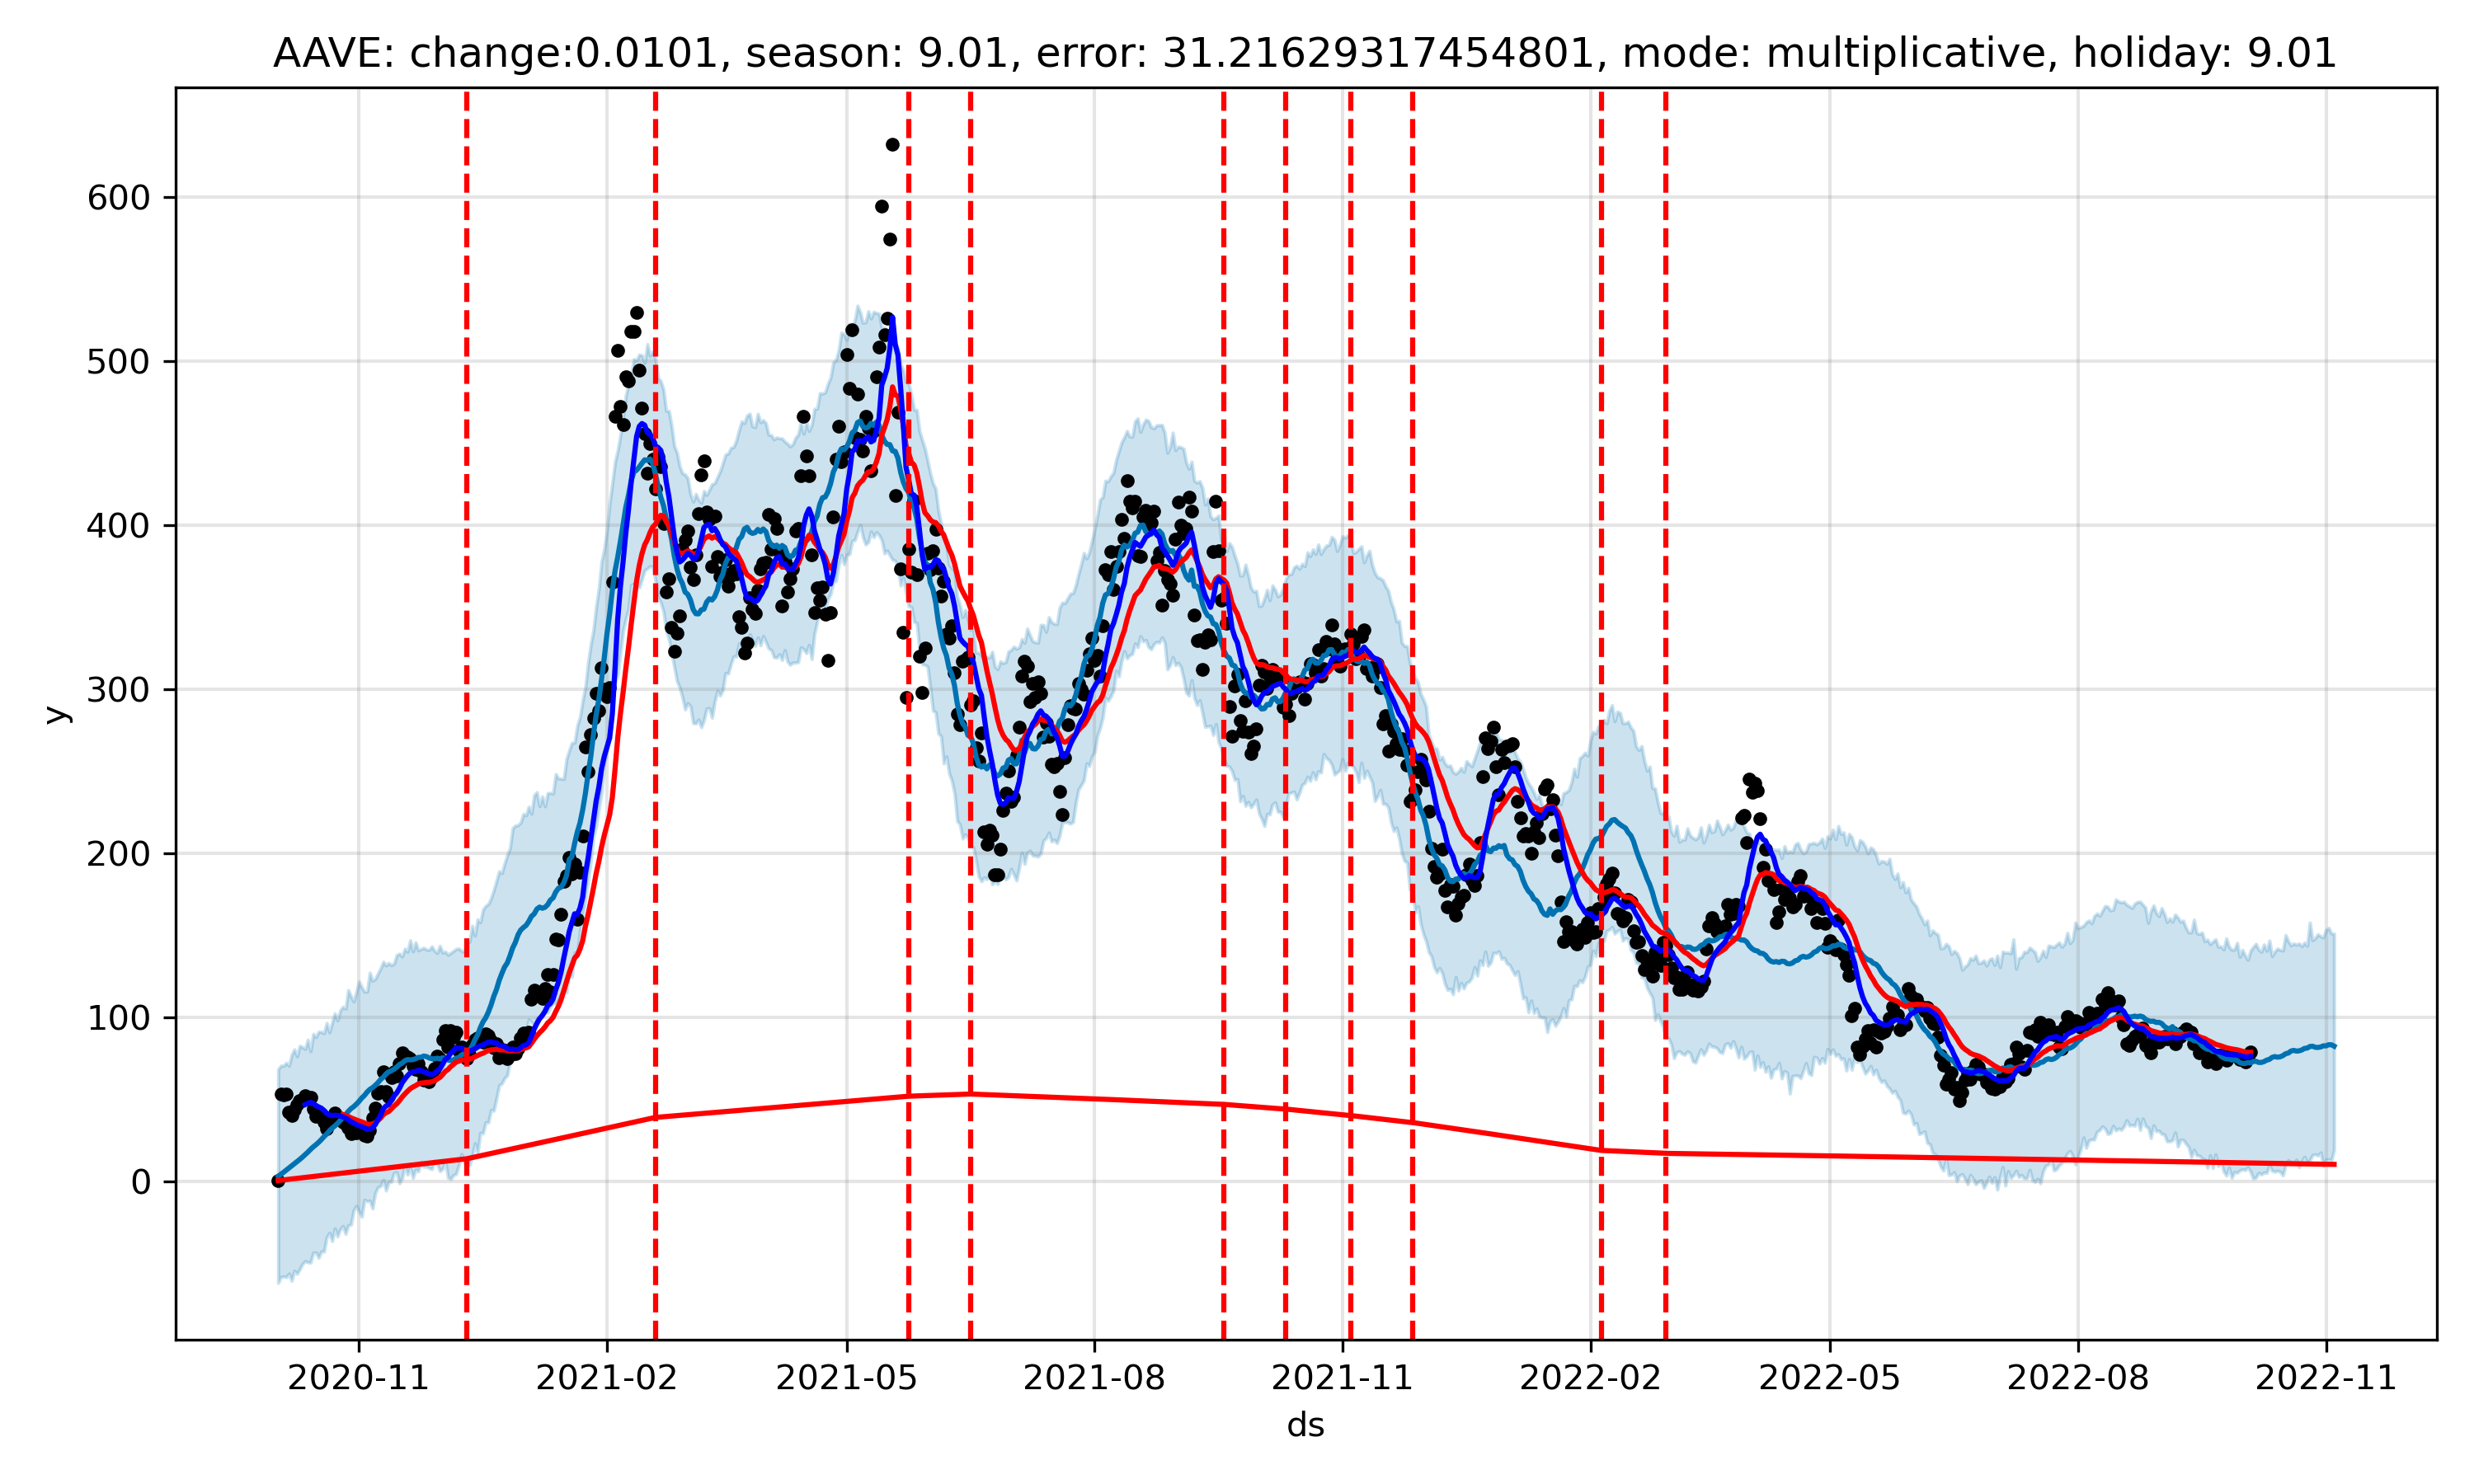 AAVE: change:0.0101, season: 9.01, error: 31.216293174548​01, mode: multiplicative, holiday: 9.01
600
500
400
300
200
100
0
y
2020-11 2021-02 2021-05 2021-08 2021-11 2022-02 2022-05 2022-08 2022-11
ds